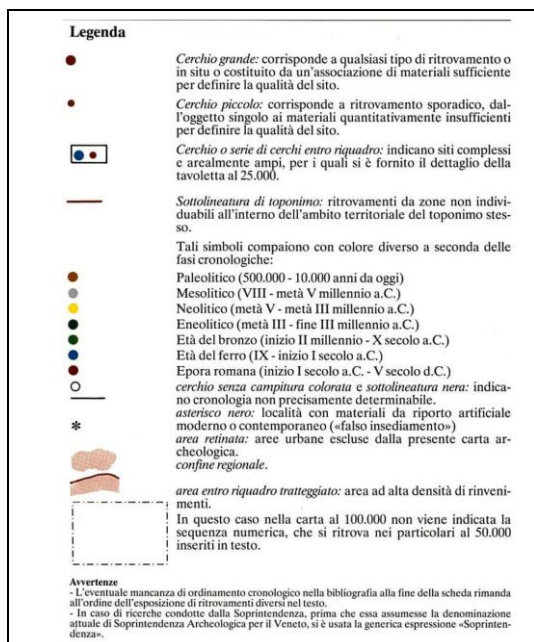 Legenda
Cerchio grande: corrisponde a qualsiasi tipo di ritrovamento o
in situ o costituito da un'associazione di materiali sufficiente
per definire la qualità del sito.
Cerchio piccolo: corrisponde a ritrovamento sporadico, dal-
l'oggetto singolo ai materiali quantitativamente insufficienti
per definire la qualità del sito.
Cerchio o serie di cerchi entro riquadro: indicano siti complessi
e arealmente ampi, per i quali si è fornito il dettaglio della
tavoletta al 25.000.
Sottolineatura di toponimo: ritrovamenti da zone non indivi-
duabili all'interno dell'ambito territoriale del toponimo stes-
so.
Tali simboli compaiono con colore diverso a seconda delle
fasi cronologiche:
Paleolitico (500.000 - 10.000 anni da oggi)
Mesolitico (VIII - metà V millennio a.C.)
Neolitico (metà V - metà III millennio a.C.)
Eneolitico (metà III - fine III millennio a.C.)
Età del bronzo (inizio II millennio - X secolo a.C.)
Età del ferro (IX - inizio I secolo a.C.)
Epora romana (inizio I secolo a.C. - V secolo d.C.)
cerchio senza campitura colorata e sottolineatura nera: indica-
no cronologia non precisamente determinabile.
asterisco nero: località con materiali da riporto artificiale
moderno o contemporaneo («falso insediamento»)
area retinata: aree urbane escluse dalla presente carta ar-
cheologica.
confine regionale.
area entro riquadro tratteggiato: area ad alta densità di rinveni-
menti.
In questo caso nella carta al 100.000 non viene indicata la
sequenza numerica, che si ritrova nei particolari al 50.000
inseriti in testo.
Avvertenze
- L'eventuale mancanza di ordinamento cronologico nella bibliografia alla fine della scheda rimanda
all'ordine dell'esposizione di ritrovamenti diversi nel testo.
- In caso di ricerche condotte dalla Soprintendenza, prima che essa assumesse la denominazione
attuale di Soprintendenza Archeologica per il Veneto, si è usata la generica espressione «Soprinten-
denza».